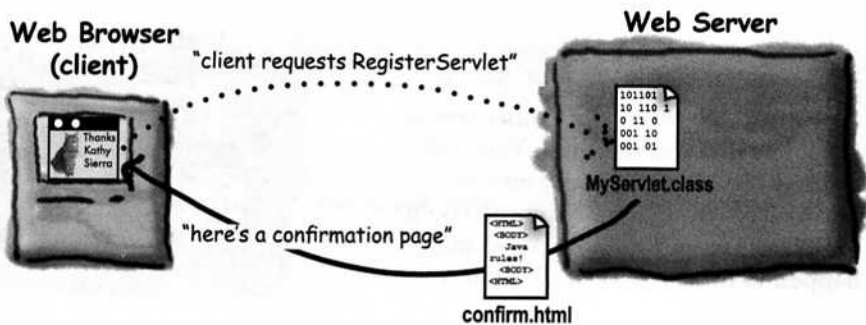 Web Browser
(client)
Web Server
"client requests RegisterServlet"
Thanks
Kathy
Sierra
101101
10 110 1
0 11 0
001 10
001 01
MyServlet.class
"here's a confirmation page"
<HTML>
<BODY>
Java
rules!
<BODY>
<HTML>
confirm.html